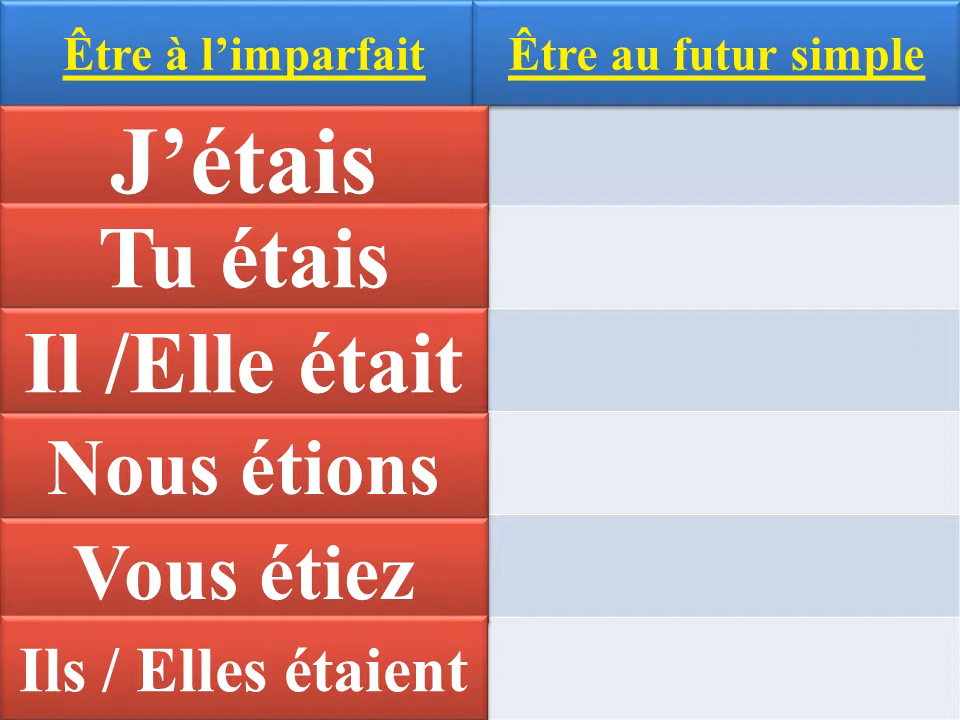 Être à l’imparfait
Être au futur simple
J’étais
Tu étais
Il /Elle était
Nous étions
Vous étiez
Ils / Elles étaient